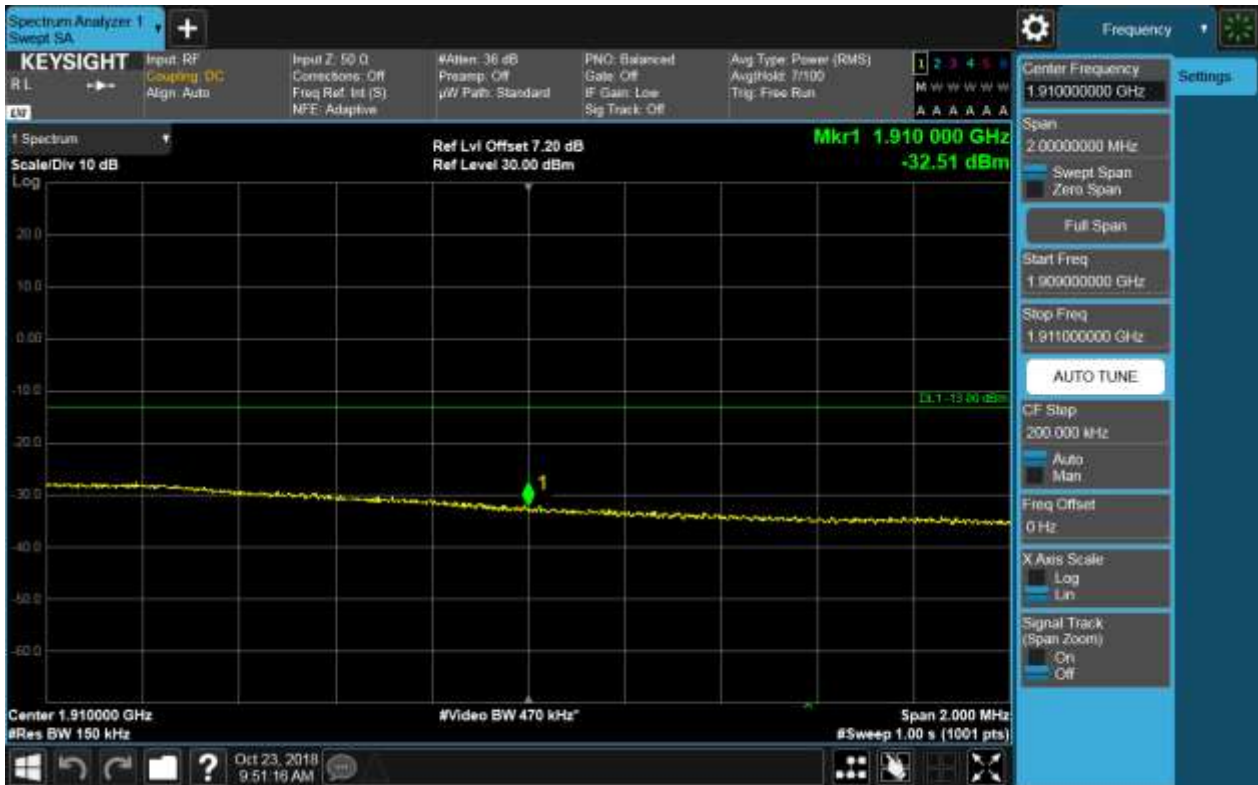 Spectrum Analyzer 1
Swept SA
Frequency
KEYSIGHT
R L
Input: RF
Coupling: DC
Align: Auto
Input Z: 50 Ω
Corrections: Off
Freq Ref: Int (S)
NFE: Adaptive
#Atten: 36 dB
Preamp: Off
µW Path: Standard
PNO: Balanced
Gate: Off
IF Gain: Low
Sig Track: Off
Avg Type: Power (RMS)
Avg|Hold: 7/100
Trig: Free Run
1 2 3 4 5 6
M W W W W W
A A A A A A
1 Spectrum
Scale/Div 10 dB
Log
Ref Lvl Offset 7.20 dB
Ref Level 30.00 dBm
Mkr1 1.910 000 GHz
-32.51 dBm
20.0
10.0
0.00
-10.0
DL1 -13.00 dBm
-20.0
1
-30.0
-40.0
-50.0
-60.0
Center 1.910000 GHz
#Res BW 150 kHz
#Video BW 470 kHz*
Span 2.000 MHz
#Sweep 1.00 s (1001 pts)
Oct 23, 2018
9:51:16 AM
?
Center Frequency
1.910000000 GHz
Settings
Span
2.00000000 MHz
Swept Span
Zero Span
Full Span
Start Freq
1.909000000 GHz
Stop Freq
1.911000000 GHz
AUTO TUNE
CF Step
200.000 kHz
Auto
Man
Freq Offset
0 Hz
X Axis Scale
Log
Lin
Signal Track
(Span Zoom)
On
Off